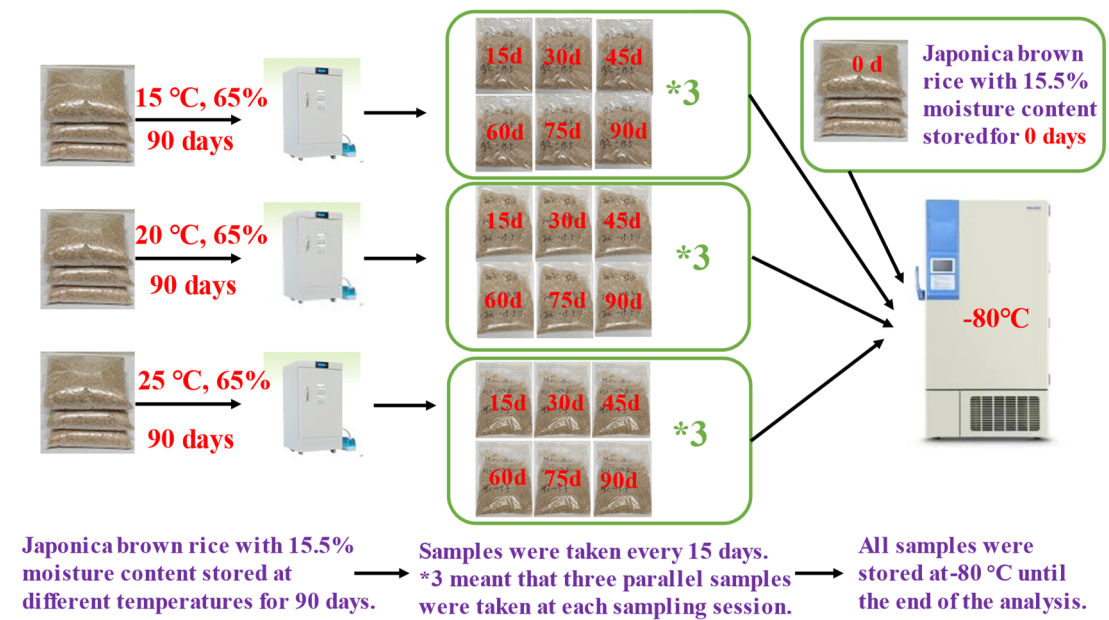 15 °C, 65%
90 days
15d 30d 45d
60d 75d 90d
*3
0 d
Japonica brown
rice with 15.5%
moisture content
storedfor 0 days
20 °C, 65%
90 days
15d 30d 45d
60d 75d 90d
*3
-80°C
25 °C, 65%
90 days
15d 30d 45d
60d 75d 90d
*3
Japonica brown rice with 15.5%
moisture content stored at
different temperatures for 90 days.
Samples were taken every 15 days.
*3 meant that three parallel samples
were taken at each sampling session.
All samples were
stored at-80 °C until
the end of the analysis.